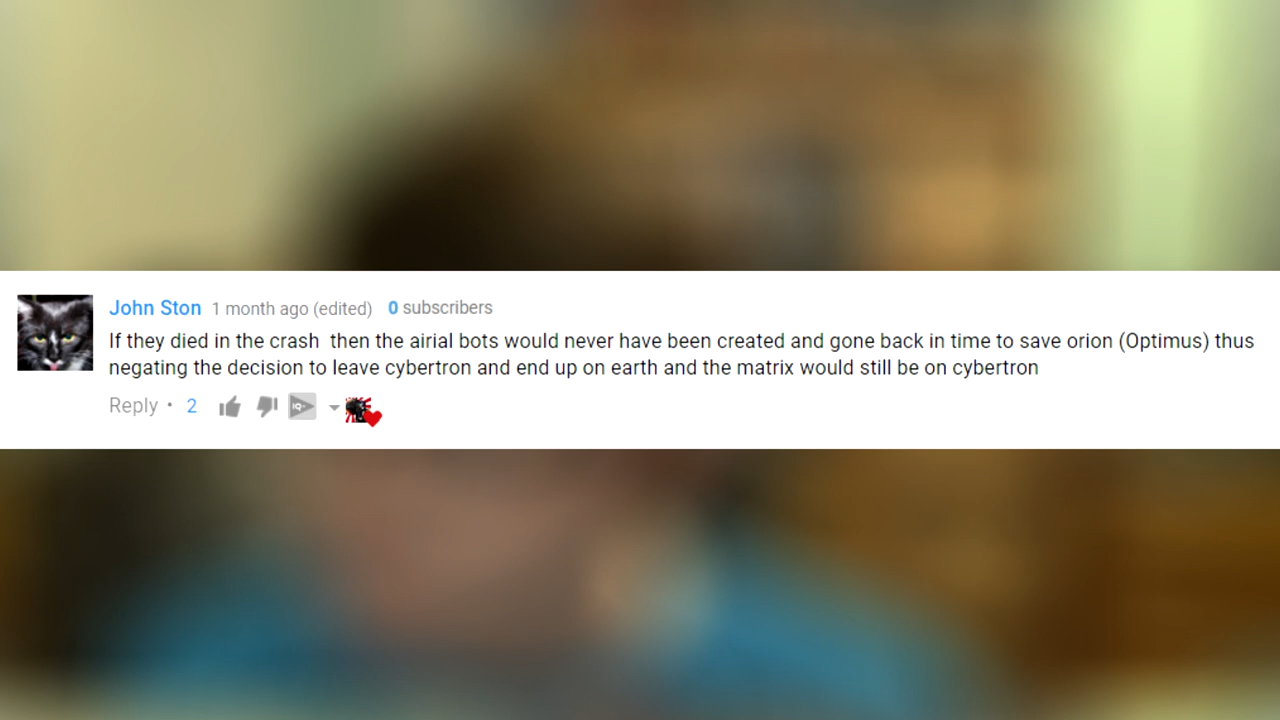 John Ston 1 month ago (edited) 0 subscribers
If they died in the crash  then the airial bots would never have been created and gone back in time to save orion (Optimus) thus
negating the decision to leave cybertron and end up on earth and the matrix would still be on cybertron
Reply • 2 IQ+